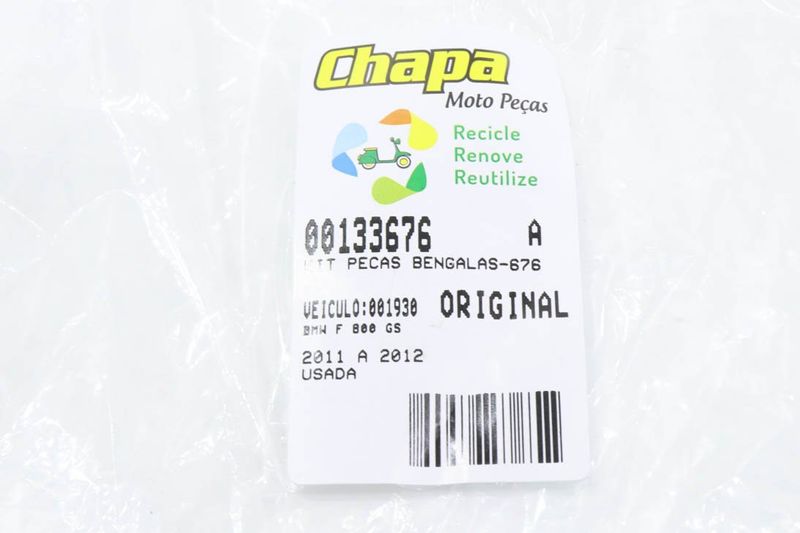 Chapa
Moto Peças
Recicle
Renove
Reutilize
00133676 A
KIT PECAS BENGALAS-676
VEICULO:001930 ORIGINAL
BMW F 800 GS
2011 A 2012
USADA